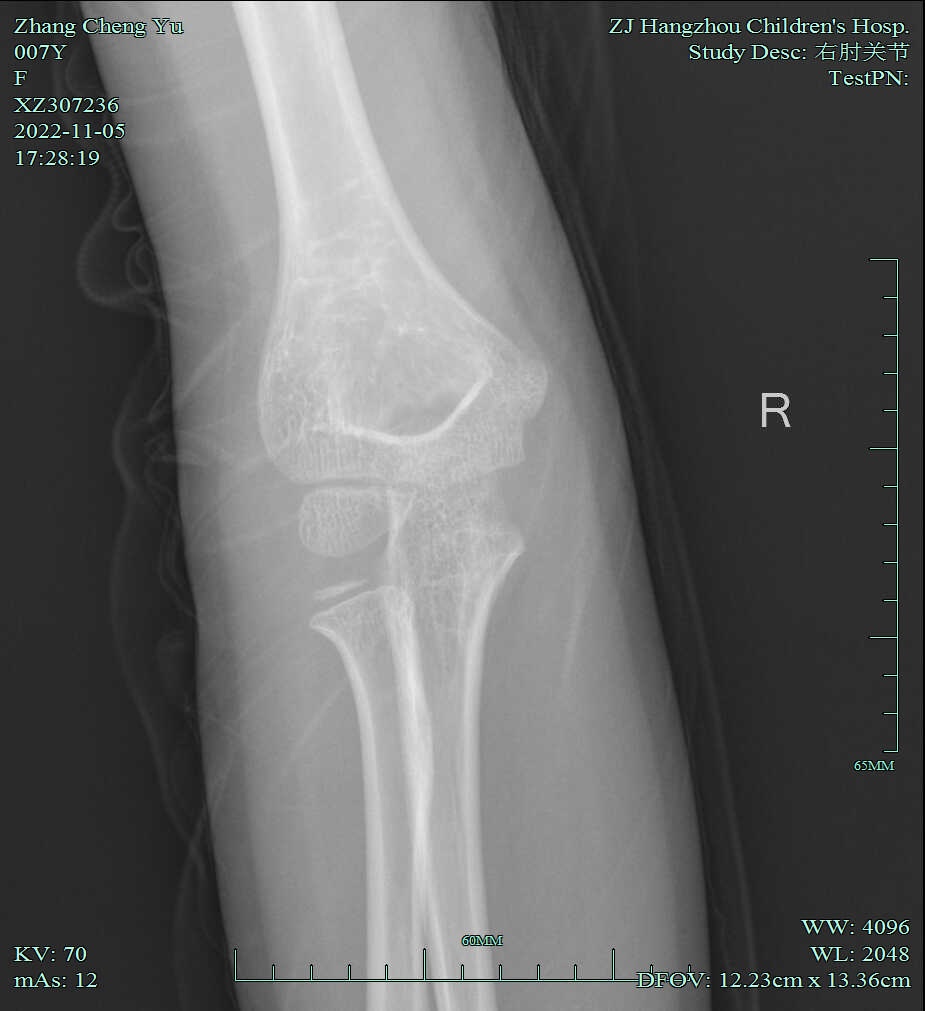 Zhang Cheng Yu
007Y
F
XZ307236
2022-11-05
17:28:19
ZJ Hangzhou Children's Hosp.
Study Desc: 右肘关节
TestPN:
R
65MM
60MM
KV: 70
mAs: 12
WW: 4096
WL: 2048
DFOV: 12.23cm x 13.36cm